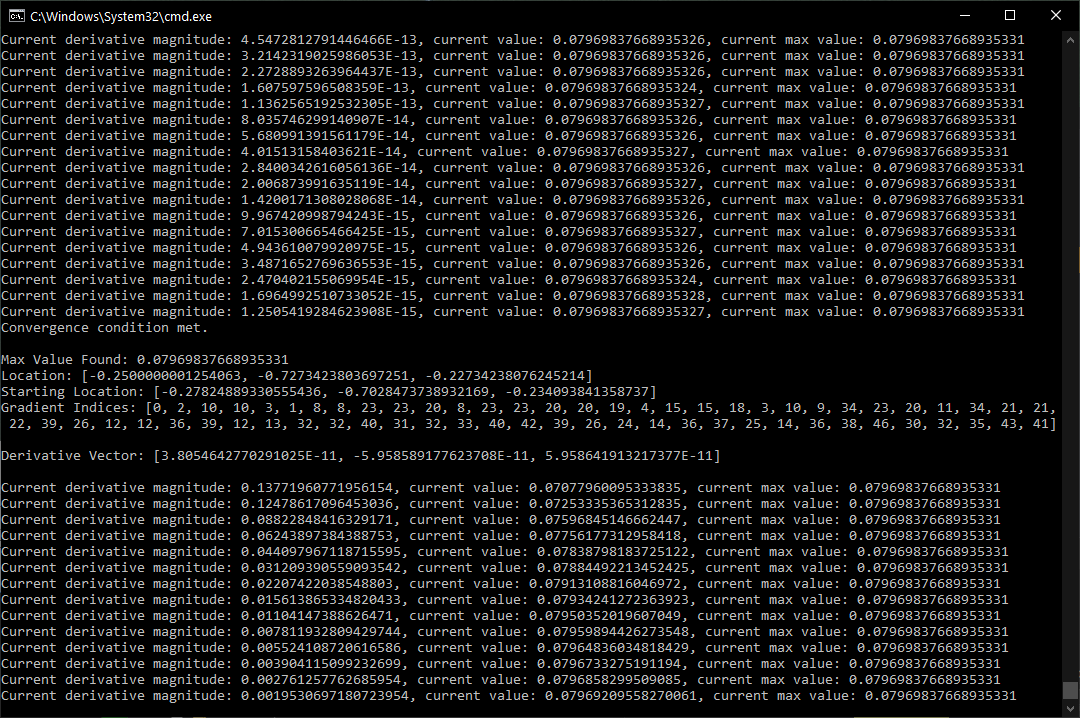 C:\Windows\System32\cmd.exe
Current derivative magnitude: 4.5472812791446466E-13, current value: 0.07969837668935326, current max value: 0.07969837668935331
Current derivative magnitude: 3.2142319025986053E-13, current value: 0.07969837668935326, current max value: 0.07969837668935331
Current derivative magnitude: 2.2728893263964437E-13, current value: 0.07969837668935326, current max value: 0.07969837668935331
Current derivative magnitude: 1.607597596508359E-13, current value: 0.07969837668935324, current max value: 0.07969837668935331
Current derivative magnitude: 1.1362565192532305E-13, current value: 0.07969837668935327, current max value: 0.07969837668935331
Current derivative magnitude: 8.035746299140907E-14, current value: 0.07969837668935326, current max value: 0.07969837668935331
Current derivative magnitude: 5.680991391561179E-14, current value: 0.07969837668935326, current max value: 0.07969837668935331
Current derivative magnitude: 4.01513158403621E-14, current value: 0.07969837668935327, current max value: 0.07969837668935331
Current derivative magnitude: 2.8400342616056136E-14, current value: 0.07969837668935326, current max value: 0.07969837668935331
Current derivative magnitude: 2.006873991635119E-14, current value: 0.07969837668935327, current max value: 0.07969837668935331
Current derivative magnitude: 1.4200171308028068E-14, current value: 0.07969837668935326, current max value: 0.07969837668935331
Current derivative magnitude: 9.967420998794243E-15, current value: 0.07969837668935326, current max value: 0.07969837668935331
Current derivative magnitude: 7.015300665466425E-15, current value: 0.07969837668935327, current max value: 0.07969837668935331
Current derivative magnitude: 4.943610079920975E-15, current value: 0.07969837668935326, current max value: 0.07969837668935331
Current derivative magnitude: 3.4871652769636553E-15, current value: 0.07969837668935326, current max value: 0.07969837668935331
Current derivative magnitude: 2.470402155069954E-15, current value: 0.07969837668935324, current max value: 0.07969837668935331
Current derivative magnitude: 1.6964992510733052E-15, current value: 0.07969837668935328, current max value: 0.07969837668935331
Current derivative magnitude: 1.2505419284623908E-15, current value: 0.07969837668935327, current max value: 0.07969837668935331
Convergence condition met.
Max Value Found: 0.07969837668935331
Location: [-0.2500000001254063, -0.7273423803697251, -0.22734238076245214]
Starting Location: [-0.27824889330555436, -0.7028473738932169, -0.234093841358737]
Gradient Indices: [0, 2, 10, 10, 3, 1, 8, 8, 23, 23, 20, 8, 23, 23, 20, 20, 19, 4, 15, 15, 18, 3, 10, 9, 34, 23, 20, 11, 34, 21, 21,
22, 39, 26, 12, 12, 36, 39, 12, 13, 32, 32, 40, 31, 32, 33, 40, 42, 39, 26, 24, 14, 36, 37, 25, 14, 36, 38, 46, 30, 32, 35, 43, 41]
Derivative Vector: [3.8054642770291025E-11, -5.958589177623708E-11, 5.958641913217377E-11]
Current derivative magnitude: 0.13771960771956154, current value: 0.07077960095333835, current max value: 0.07969837668935331
Current derivative magnitude: 0.12478617096453036, current value: 0.07253335365312835, current max value: 0.07969837668935331
Current derivative magnitude: 0.08822848416329171, current value: 0.07596845146662447, current max value: 0.07969837668935331
Current derivative magnitude: 0.06243897384388753, current value: 0.07756177312958418, current max value: 0.07969837668935331
Current derivative magnitude: 0.044097967118715595, current value: 0.07838798183725122, current max value: 0.07969837668935331
Current derivative magnitude: 0.031209390559093542, current value: 0.07884492213452425, current max value: 0.07969837668935331
Current derivative magnitude: 0.02207422038548803, current value: 0.07913108816046972, current max value: 0.07969837668935331
Current derivative magnitude: 0.015613865334820433, current value: 0.07934241272363923, current max value: 0.07969837668935331
Current derivative magnitude: 0.01104147388626471, current value: 0.07950352019607049, current max value: 0.07969837668935331
Current derivative magnitude: 0.007811932809429744, current value: 0.07959894426273548, current max value: 0.07969837668935331
Current derivative magnitude: 0.005524108720616586, current value: 0.07964836034818429, current max value: 0.07969837668935331
Current derivative magnitude: 0.003904115099232699, current value: 0.0796733275191194, current max value: 0.07969837668935331
Current derivative magnitude: 0.002761257762685954, current value: 0.0796858299509085, current max value: 0.07969837668935331
Current derivative magnitude: 0.0019530697180723954, current value: 0.07969209558270061, current max value: 0.07969837668935331